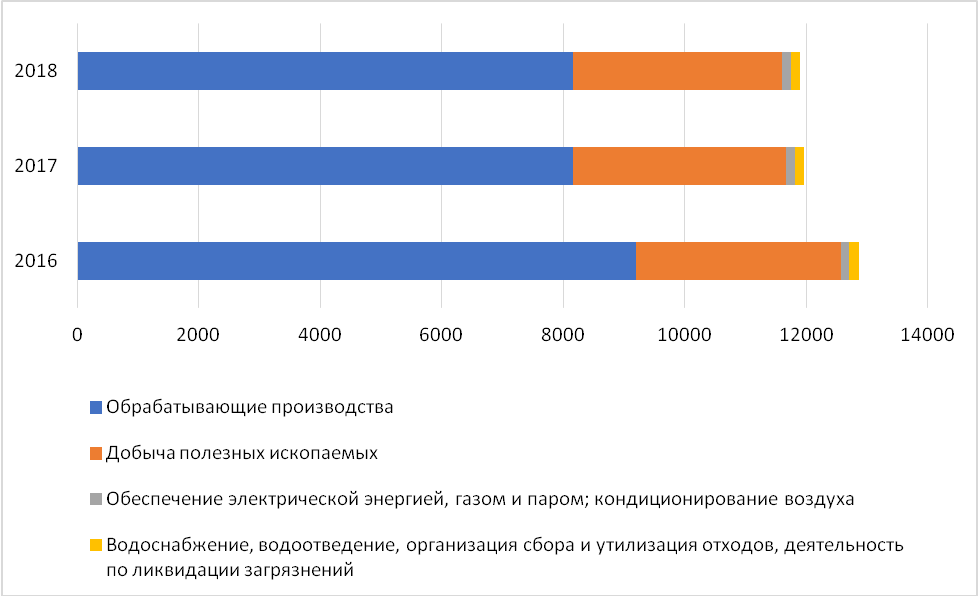 2018
2017
2016
0 2000 4000 6000 8000 10000 12000 14000
Обрабатывающие производства
Добыча полезных ископаемых
Обеспечение электрической энергией, газом и паром; кондиционирование воздуха
Водоснабжение, водоотведение, организация сбора и утилизация отходов, деятельность
по ликвидации загрязнений